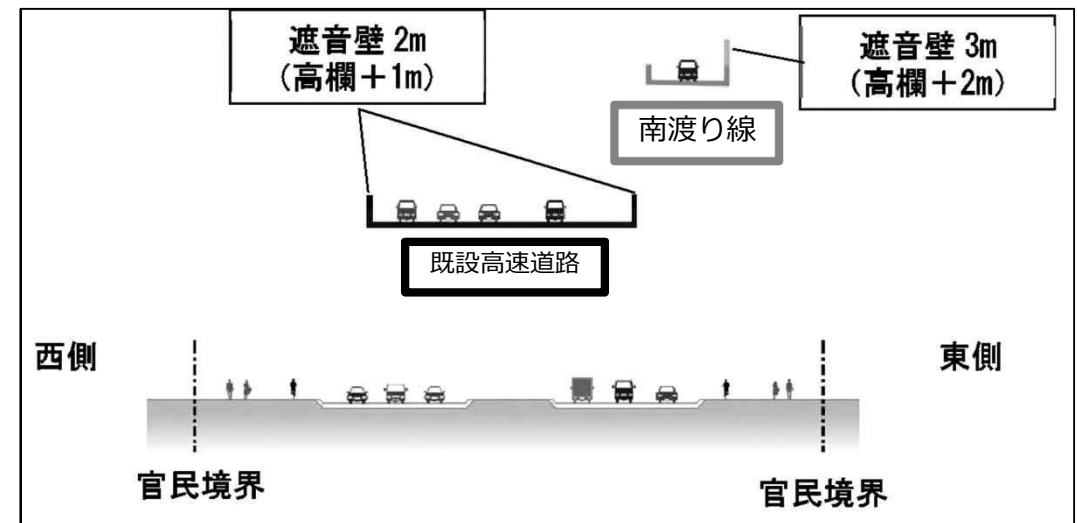 遮音壁 2m
(高欄＋1m)
遮音壁 3m
(高欄＋2m)
南渡り線
既設高速道路
西側
東側
官民境界
官民境界